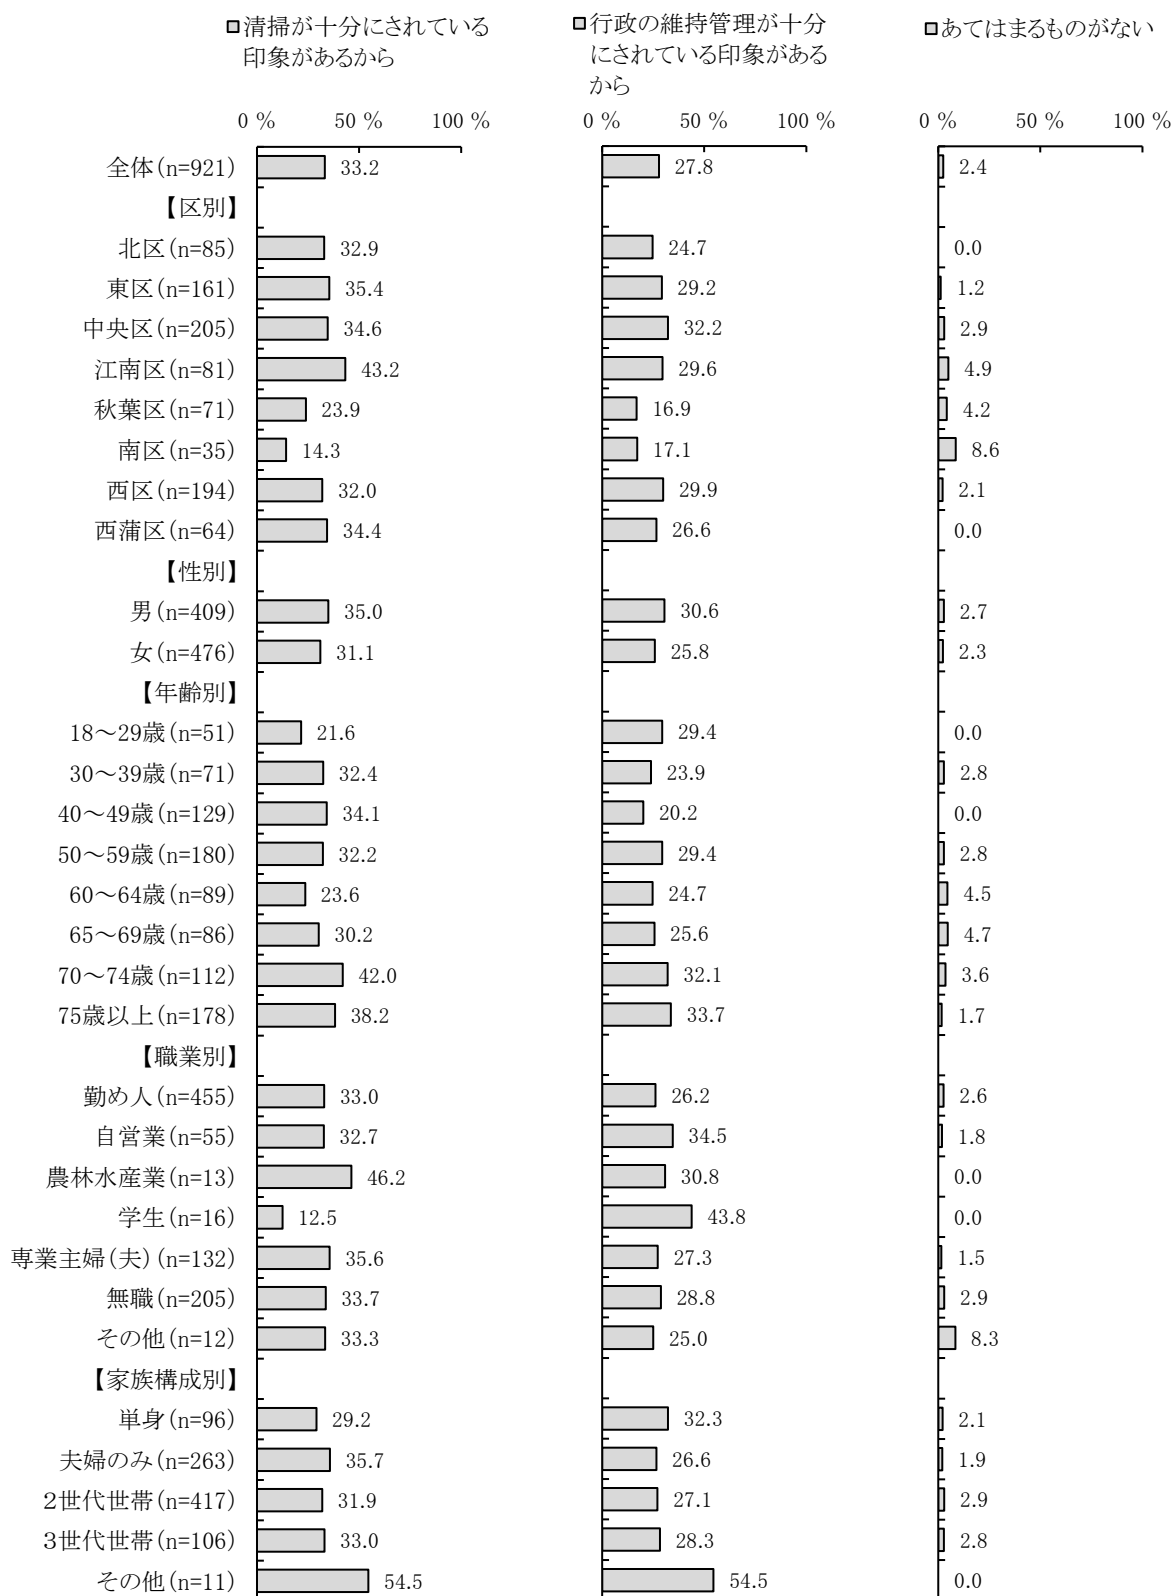 清掃が十分にされている
印象があるから
行政の維持管理が十分
にされている印象がある
から
あてはまるものがない
0 % 50 % 100 % 0 % 50 % 100 % 0 % 50 % 100 %
全体(n=921) 33.2 27.8 2.4
【区別】
北区(n=85) 32.9 24.7 0.0
東区(n=161) 35.4 29.2 1.2
中央区(n=205) 34.6 32.2 2.9
江南区(n=81) 43.2 29.6 4.9
秋葉区(n=71) 23.9 16.9 4.2
南区(n=35) 14.3 17.1 8.6
西区(n=194) 32.0 29.9 2.1
西蒲区(n=64) 34.4 26.6 0.0
【性別】
男(n=409) 35.0 30.6 2.7
女(n=476) 31.1 25.8 2.3
【年齢別】
18～29歳(n=51) 21.6 29.4 0.0
30～39歳(n=71) 32.4 23.9 2.8
40～49歳(n=129) 34.1 20.2 0.0
50～59歳(n=180) 32.2 29.4 2.8
60～64歳(n=89) 23.6 24.7 4.5
65～69歳(n=86) 30.2 25.6 4.7
70～74歳(n=112) 42.0 32.1 3.6
75歳以上(n=178) 38.2 33.7 1.7
【職業別】
勤め人(n=455) 33.0 26.2 2.6
自営業(n=55) 32.7 34.5 1.8
農林水産業(n=13) 46.2 30.8 0.0
学生(n=16) 12.5 43.8 0.0
専業主婦(夫)(n=132) 35.6 27.3 1.5
無職(n=205) 33.7 28.8 2.9
その他(n=12) 33.3 25.0 8.3
【家族構成別】
単身(n=96) 29.2 32.3 2.1
夫婦のみ(n=263) 35.7 26.6 1.9
２世代世帯(n=417) 31.9 27.1 2.9
３世代世帯(n=106) 33.0 28.3 2.8
その他(n=11) 54.5 54.5 0.0